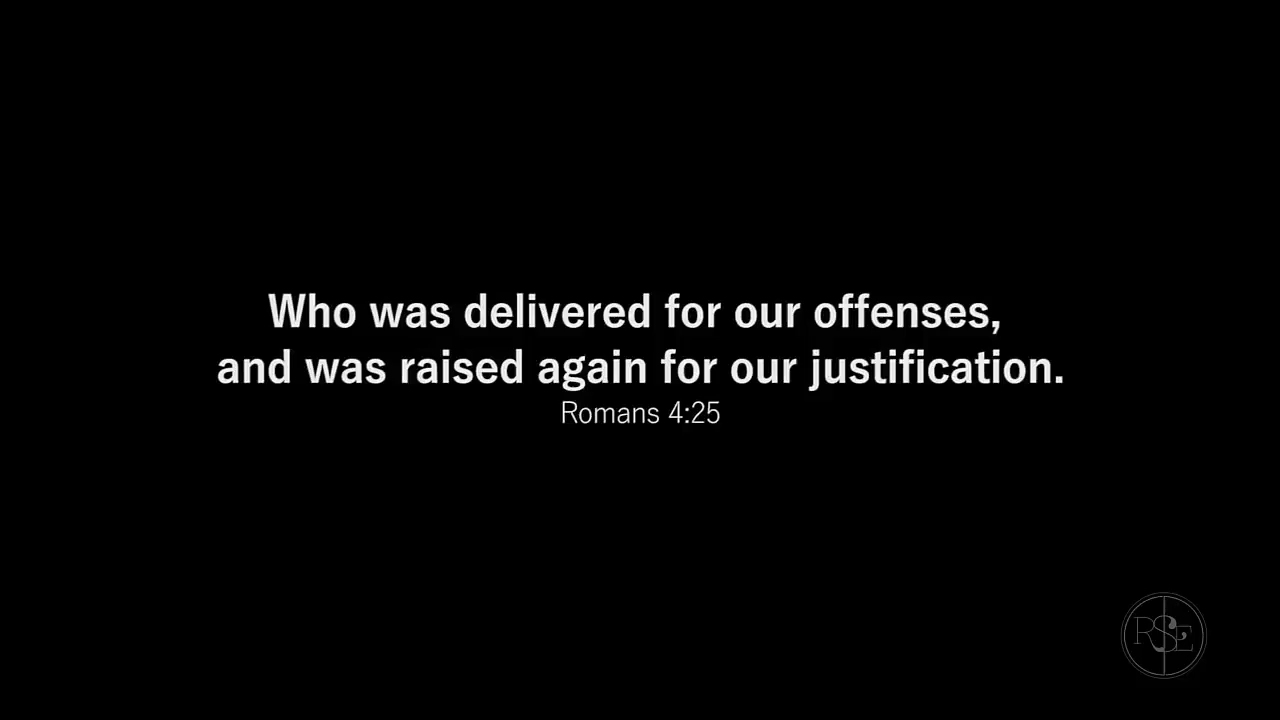 Who was delivered for our offenses,
and was raised again for our justification.
Romans 4:25
RSE